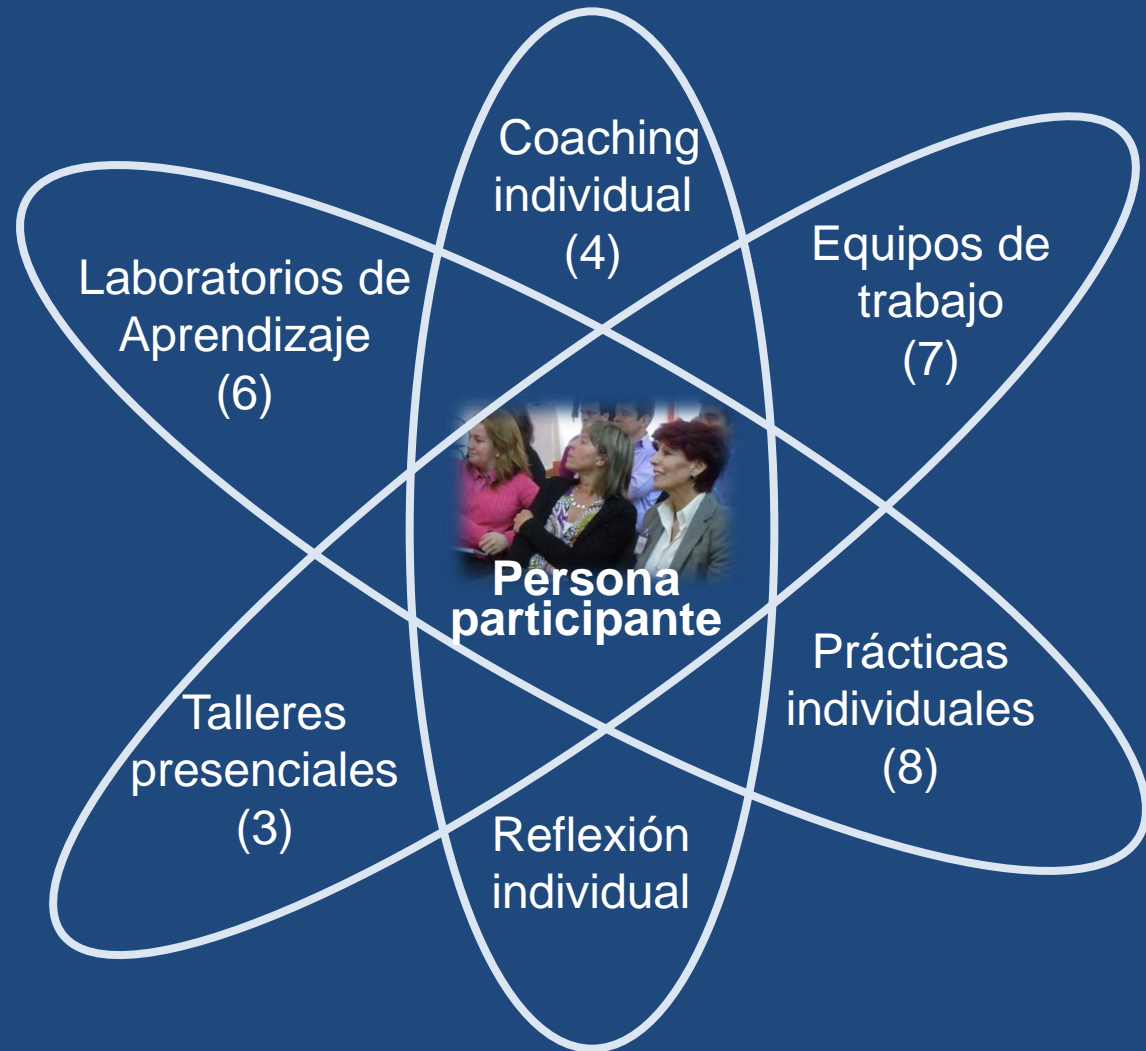 Coaching
individual
(4)
Equipos de
trabajo
(7)
Laboratorios de
Aprendizaje
(6)
Persona
participante
Prácticas
individuales
(8)
Talleres
presenciales
(3)
Reflexión
individual